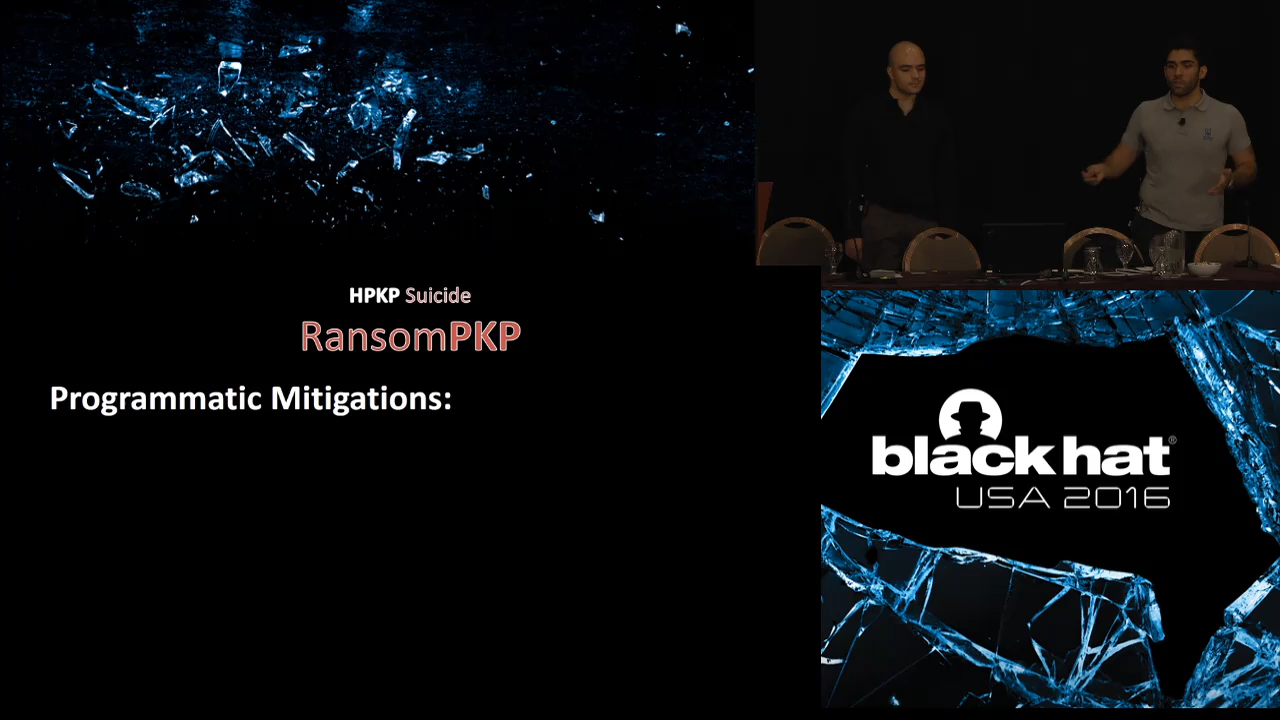 HPKP Suicide
RansomPKP
Programmatic Mitigations:
black hat®
USA 2016